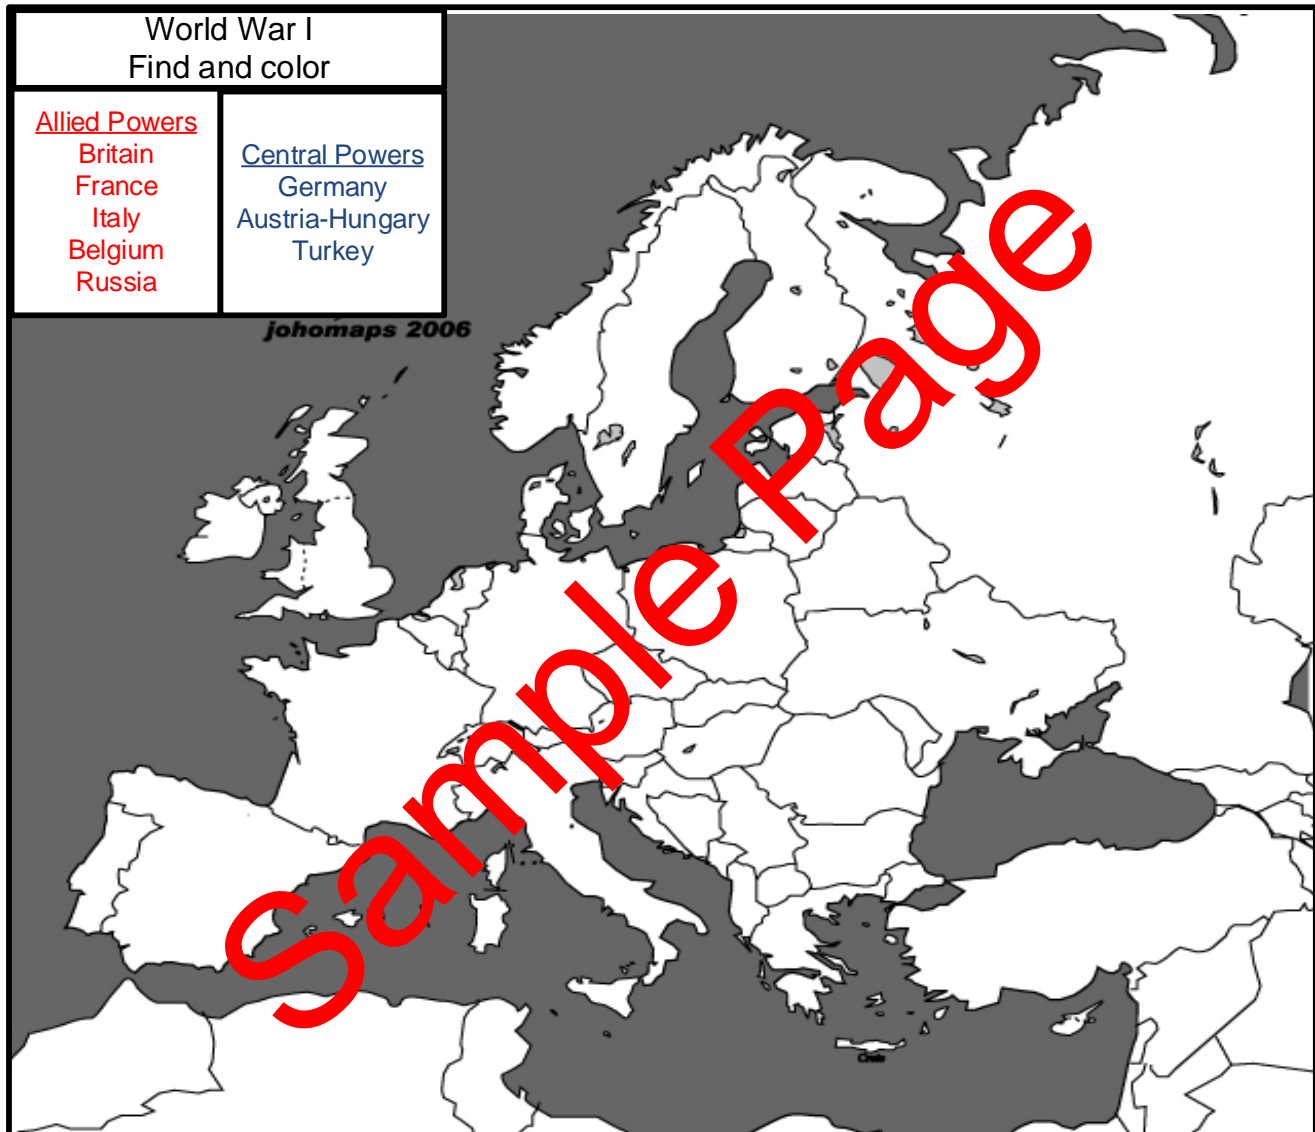 World War I
Find and color
Allied Powers
Britain
France
Italy
Belgium
Russia
Central Powers
Germany
Austria-Hungary
Turkey
johomaps 2006
Sample Page
Crete